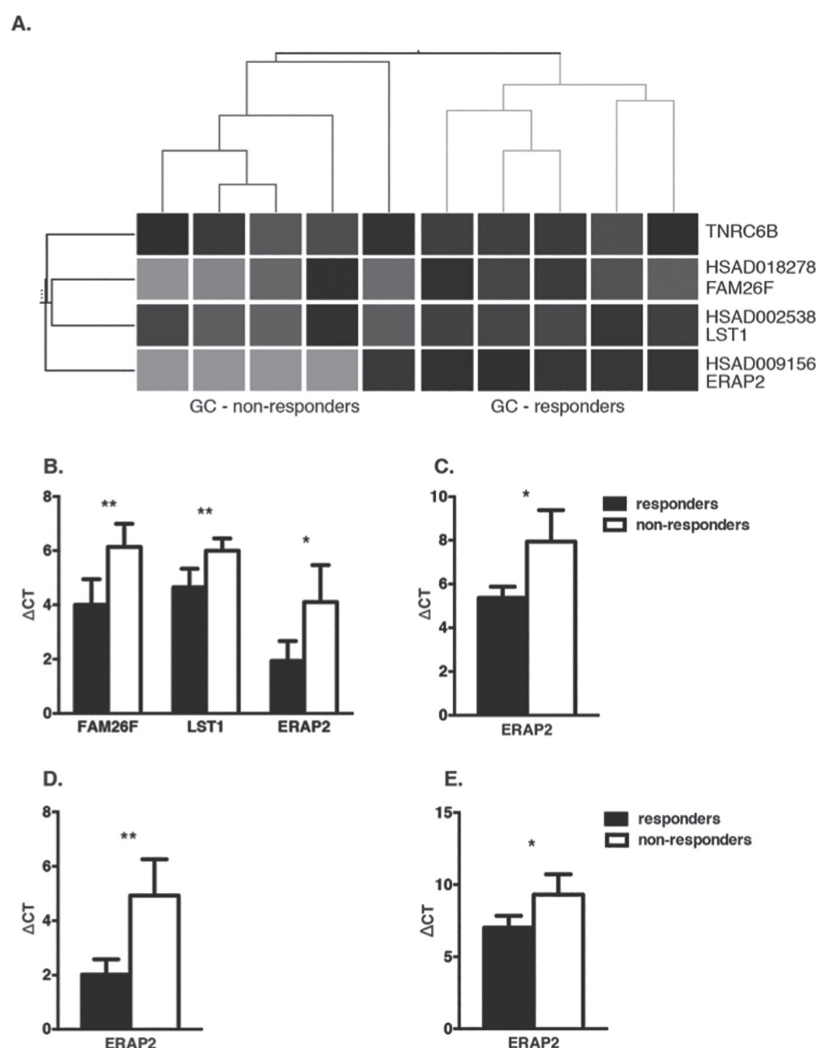 A.
TNRC6B
HSAD018278
FAM26F
HSAD002538
LST1
HSAD009156
ERAP2
GC - non-responders GC - responders
B.
8
6
4
2
0
ΔCT
** ** *
FAM26F LST1 ERAP2
C.
10
8
6
4
2
0
ΔCT
*
ERAP2
responders
non-responders
D.
8
6
4
2
0
ΔCT
**
ERAP2
E.
15
10
5
0
ΔCT
*
ERAP2
responders
non-responders